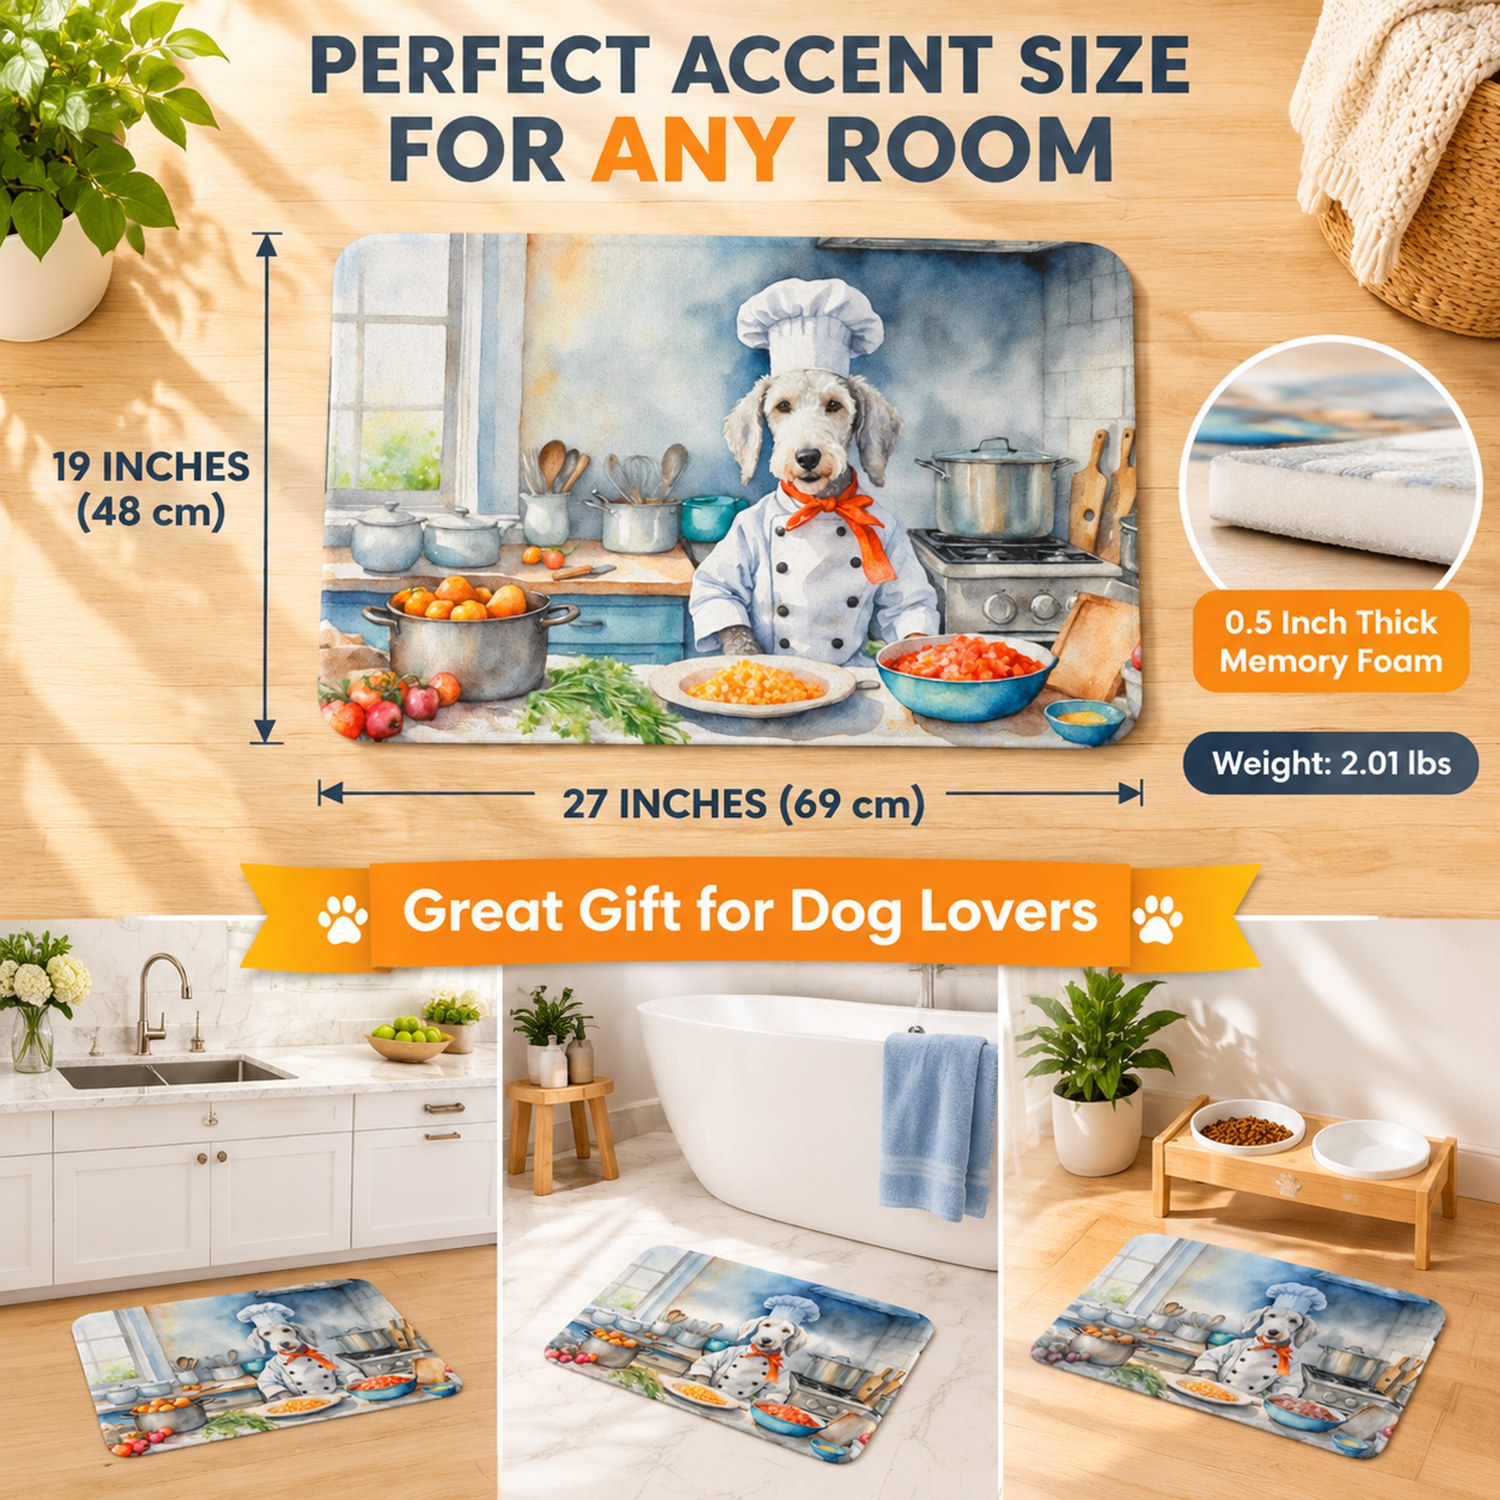 PERFECT ACCENT SIZE
FOR ANY ROOM
19 INCHES
(48 cm)
0.5 Inch Thick
Memory Foam
Weight: 2.01 lbs
27 INCHES (69 cm)
Great Gift for Dog Lovers